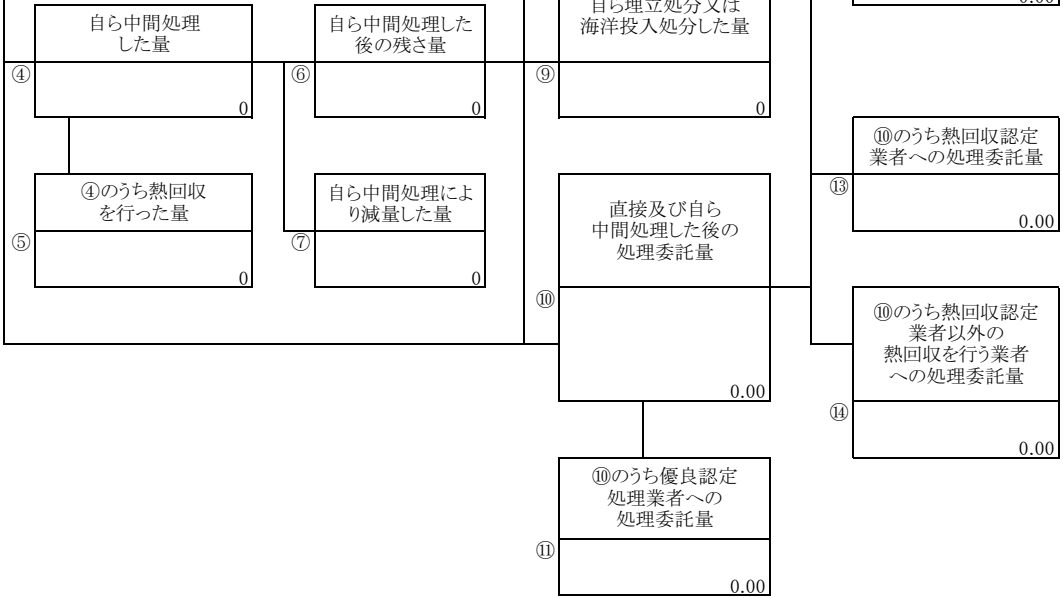 自ら中間処理
した量
④
0
自ら中間処理した
後の残さ量
⑥
0
自ら埋立処分又は
海洋投入処分した量
⑨
0
0.00
⑩のうち熱回収認定
業者への処理委託量
⑬
0.00
④のうち熱回収
を行った量
⑤
0
自ら中間処理によ
り減量した量
⑦
0
直接及び自ら
中間処理した後の
処理委託量
⑩
0.00
⑩のうち熱回収認定
業者以外の
熱回収を行う業者
への処理委託量
⑭
0.00
⑩のうち優良認定
処理業者への
処理委託量
⑪
0.00